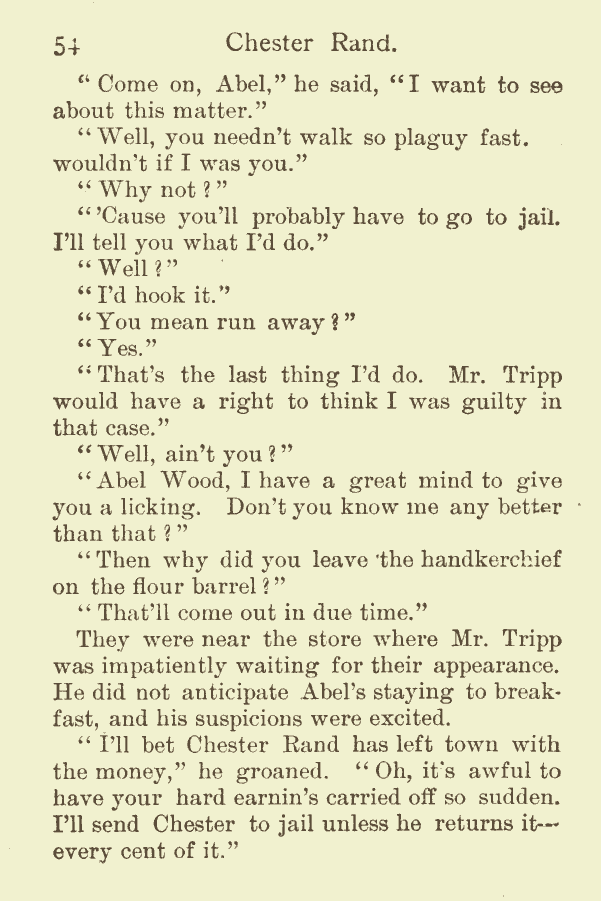 54 Chester Rand.
“ Come on, Abel,” he said, “I want to see
about this matter.”
“ Well, you needn’t walk so plaguy fast.
wouldn’t if I was you.”
“ Why not ? ”
“ ’Cause you’ll probably have to go to jail.
I’ll tell you what I’d do.”
“ Well ? ”
“ I’d hook it.”
“ You mean run away ? ”
“ Yes.”
“ That’s the last thing I’d do. Mr. Tripp
would have a right to think I was guilty in
that case.”
“ Well, ain’t you ? ”
“ Abel Wood, I have a great mind to give
you a licking. Don’t you know me any better
than that ? ”
“ Then why did you leave the handkerchief
on the flour barrel ? ”
“ That’ll come out in due time.”
They were near the store where Mr. Tripp
was impatiently waiting for their appearance.
He did not anticipate Abel’s staying to break-
fast, and his suspicions were excited.
“ I’ll bet Chester Rand has left town with
the money,” he groaned. “ Oh, it’s awful to
have your hard earnin’s carried off so sudden.
I’ll send Chester to jail unless he returns it—
every cent of it.”